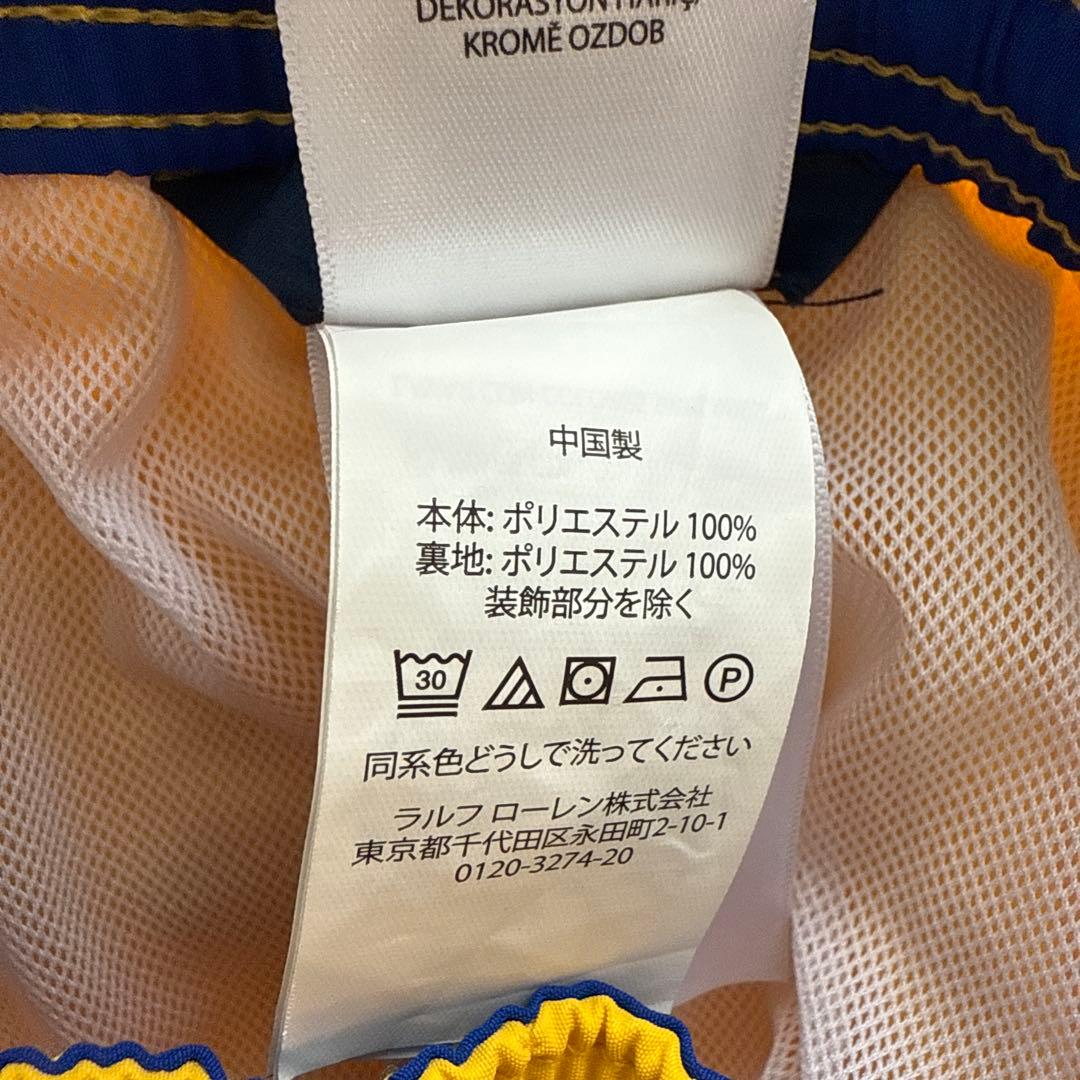 DEKORASYON HARİÇ/
KROMĚ OZDOB
中国製
本体: ポリエステル 100%
裏地: ポリエステル 100%
装飾部分を除く
30 P
同系色どうしで洗ってください
ラルフ ローレン株式会社
東京都千代田区永田町2-10-1
0120-3274-20